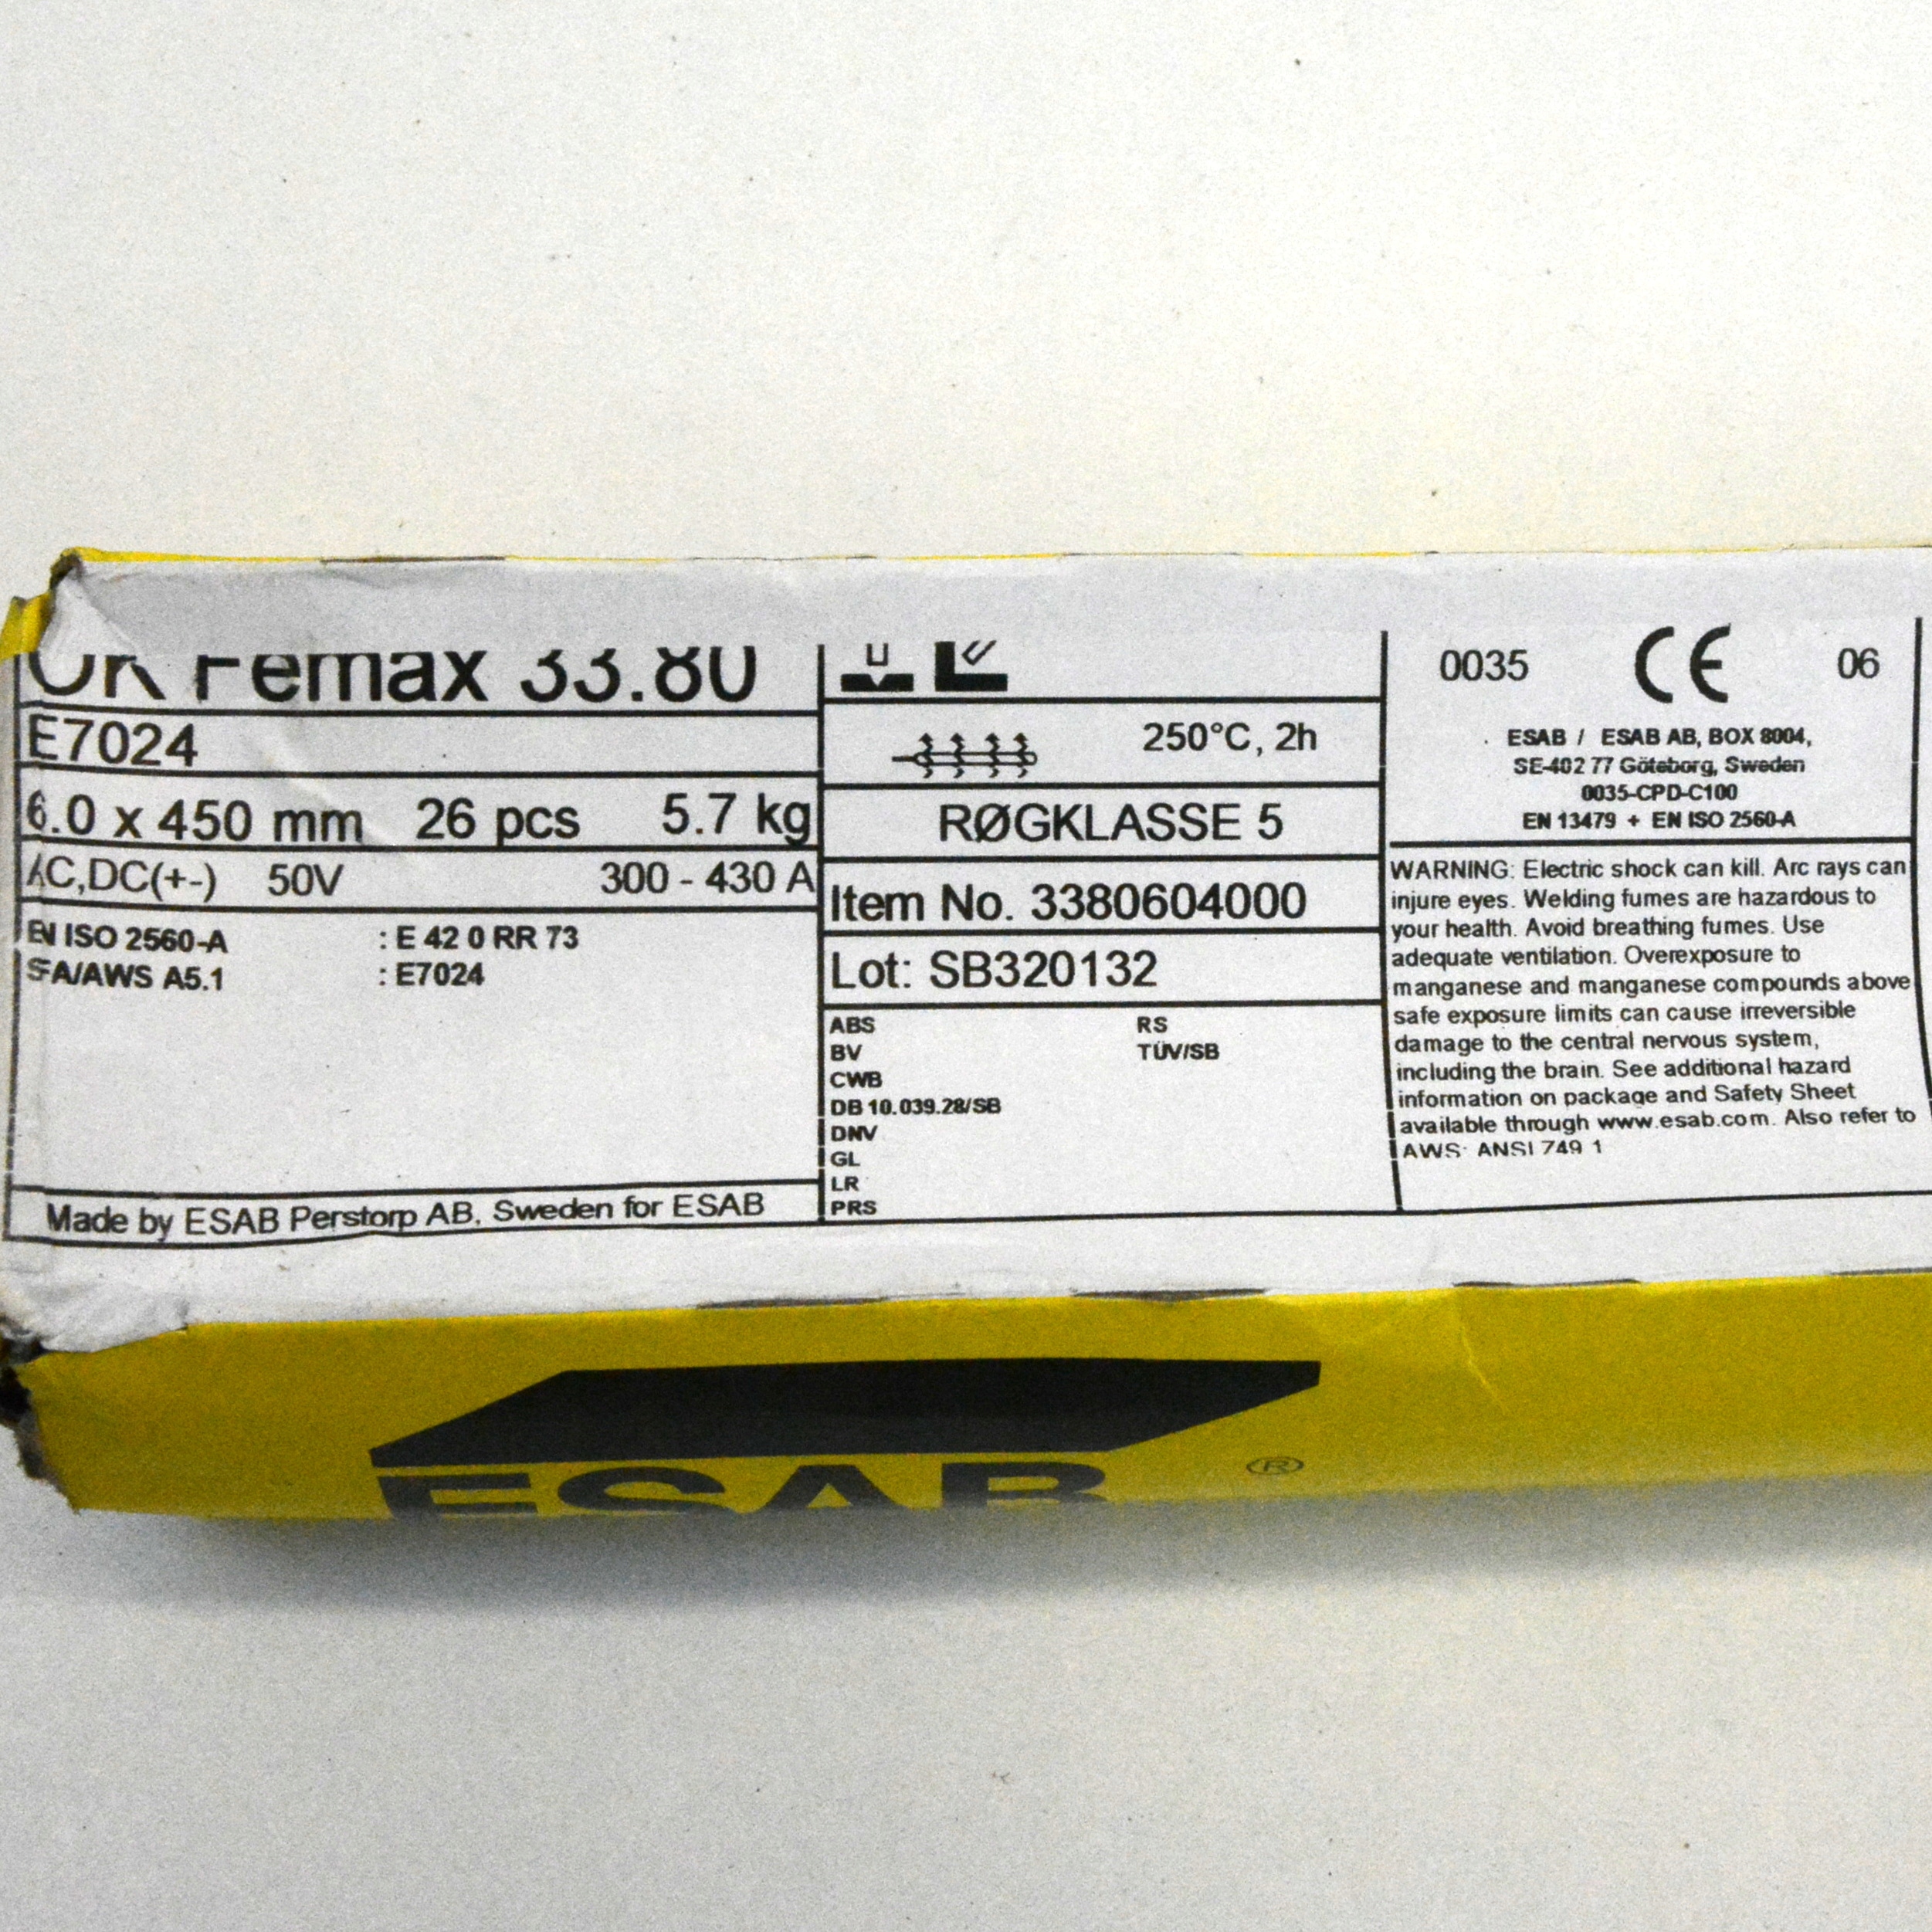 OK Femax 33.80
E7024
6.0 x 450 mm 26 pcs 5.7 kg
AC,DC(+-) 50V 300 - 430 A
EN ISO 2560-A : E 42 0 RR 73
SFA/AWS A5.1 : E7024
Made by ESAB Perstorp AB, Sweden for ESAB
250°C, 2h
RØGKLASSE 5
Item No. 3380604000
Lot: SB320132
ABS RS
BV TÜV/SB
CWB
DB 10.039.28/SB
DNV
GL
LR
PRS
0035 CE 06
ESAB / ESAB AB, BOX 8004,
SE-402 77 Göteborg, Sweden
0035-CPD-C100
EN 13479 + EN ISO 2560-A
WARNING: Electric shock can kill. Arc rays can
injure eyes. Welding fumes are hazardous to
your health. Avoid breathing fumes. Use
adequate ventilation. Overexposure to
manganese and manganese compounds above
safe exposure limits can cause irreversible
damage to the central nervous system,
including the brain. See additional hazard
information on package and Safety Sheet
available through www.esab.com. Also refer to
AWS: ANSI Z49.1
ESAB ®